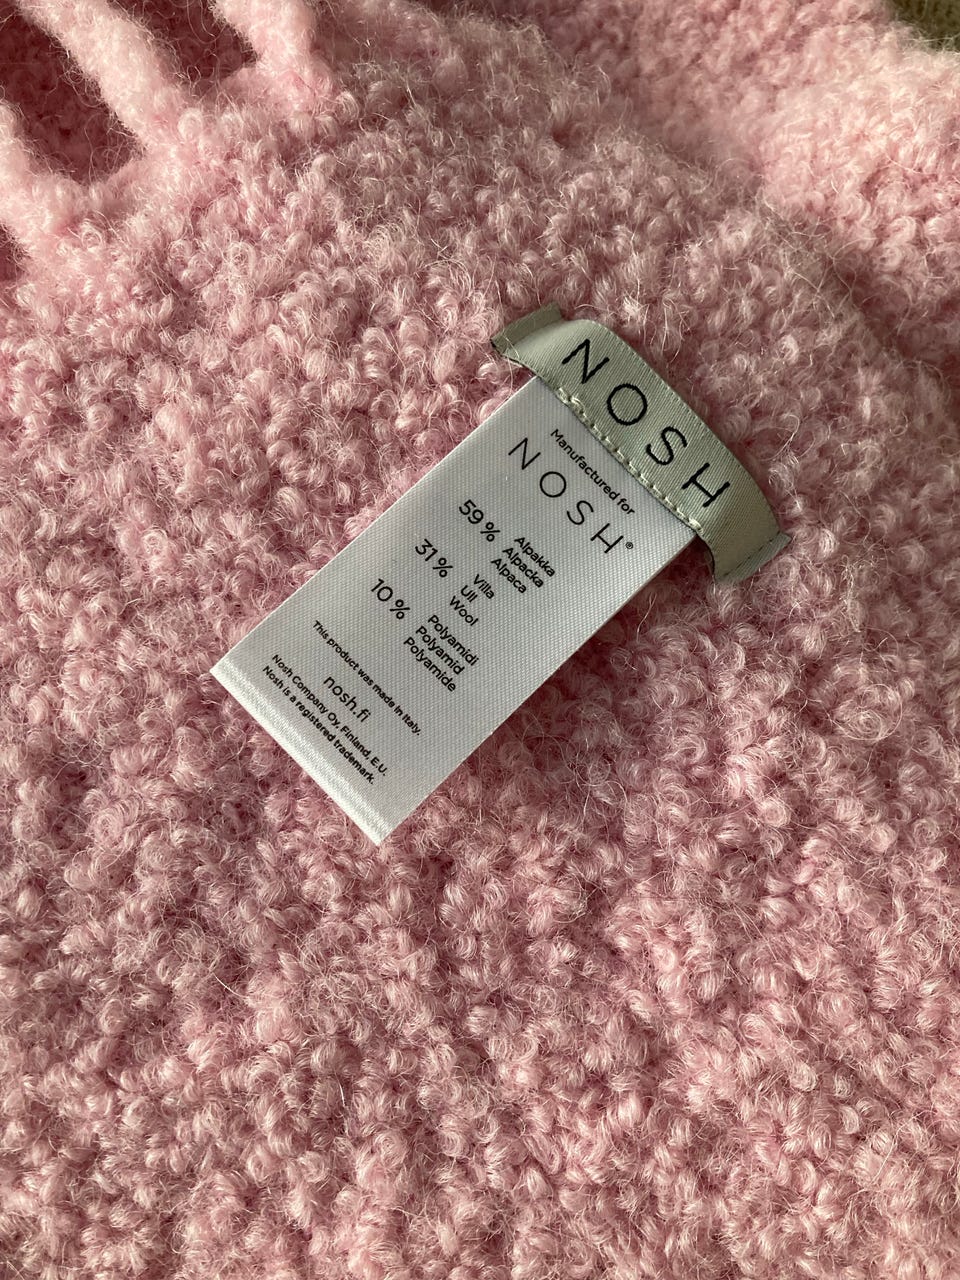 NOSH
Manufactured for
NOSH®
59% Alpakka
Alpacka
Alpaca
31% Villa
Ull
Wool
10% Polyamidi
Polyamid
Polyamide
This product was made in Italy.
nosh.fi
Nosh Company Oy, Finland, E.U.
Nosh is a registered trademark.